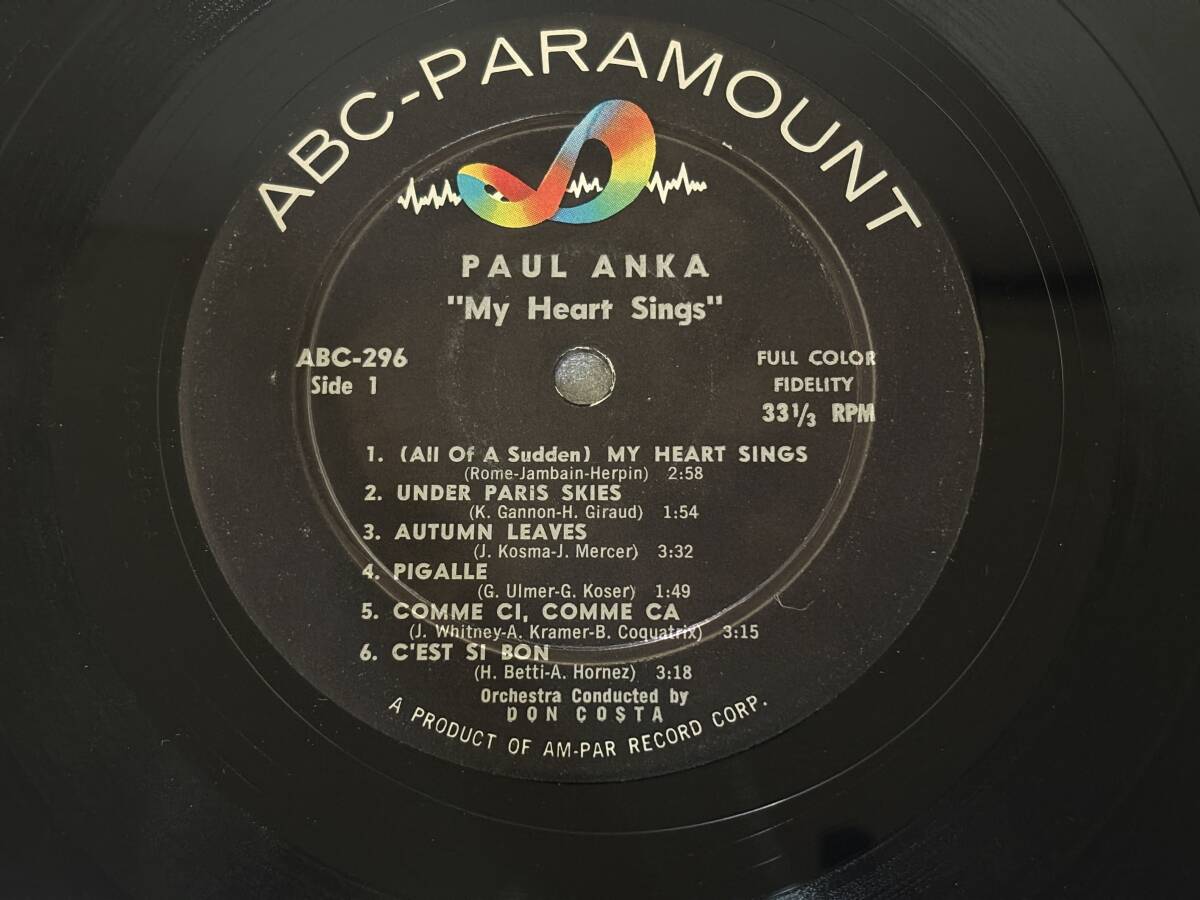 ABC-PARAMOUNT
PAUL ANKA
"My Heart Sings"
ABC-296
Side 1
FULL COLOR
FIDELITY
33 1/3 RPM
1. (All Of A Sudden) MY HEART SINGS
(Rome-Jambain-Herpin) 2:58
2. UNDER PARIS SKIES
(K. Gannon-H. Giraud) 1:54
3. AUTUMN LEAVES
(J. Kosma-J. Mercer) 3:32
4. PIGALLE
(G. Ulmer-G. Koser) 1:49
5. COMME CI, COMME CA
(J. Whitney-A. Kramer-B. Coquatrix) 3:15
6. C'EST SI BON
(H. Betti-A. Hornez) 3:18
Orchestra Conducted by
DON COSTA
A PRODUCT OF AM-PAR RECORD CORP.